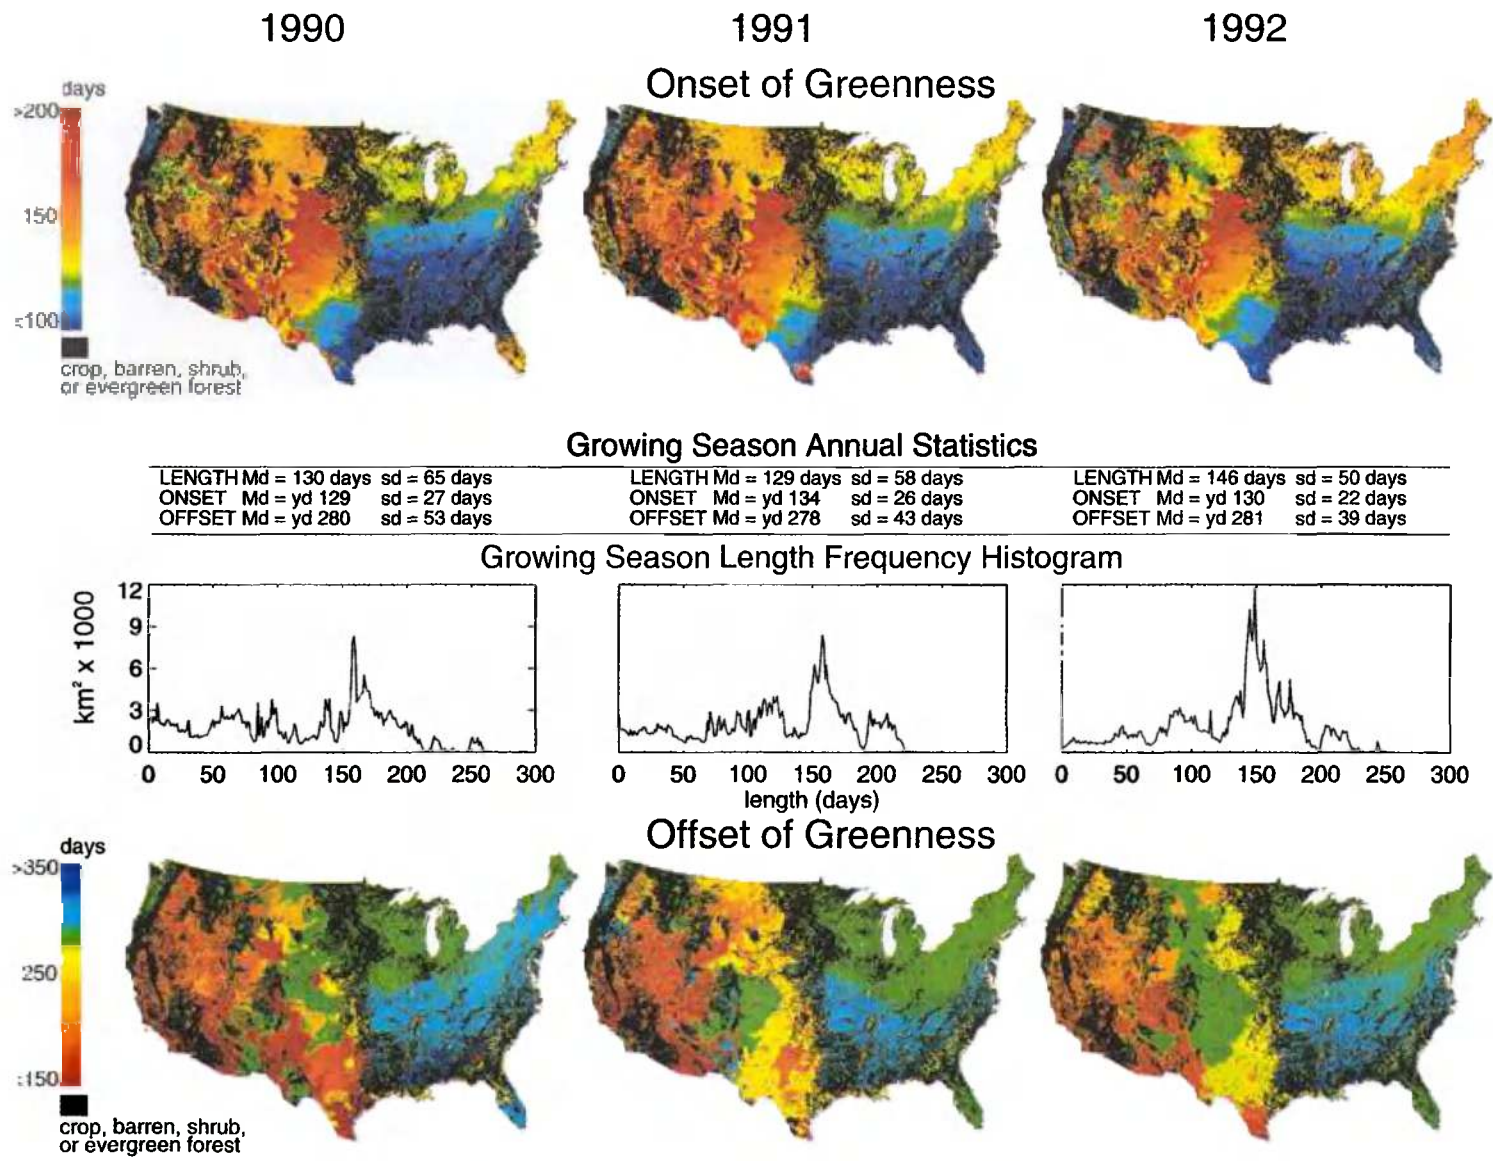 1990 1991 1992
Onset of Greenness
days
>200
150
≤100
crop, barren, shrub,
or evergreen forest
Growing Season Annual Statistics
LENGTH Md = 130 days sd = 65 days LENGTH Md = 129 days sd = 58 days LENGTH Md = 146 days sd = 50 days
ONSET Md = yd 129 sd = 27 days ONSET Md = yd 134 sd = 26 days ONSET Md = yd 130 sd = 22 days
OFFSET Md = yd 280 sd = 53 days OFFSET Md = yd 278 sd = 43 days OFFSET Md = yd 281 sd = 39 days
Growing Season Length Frequency Histogram
km² x 1000
12
9
6
3
0
0 50 100 150 200 250 300 0 50 100 150 200 250 300 0 50 100 150 200 250 300
length (days)
Offset of Greenness
days
>350
250
≤150
crop, barren, shrub,
or evergreen forest